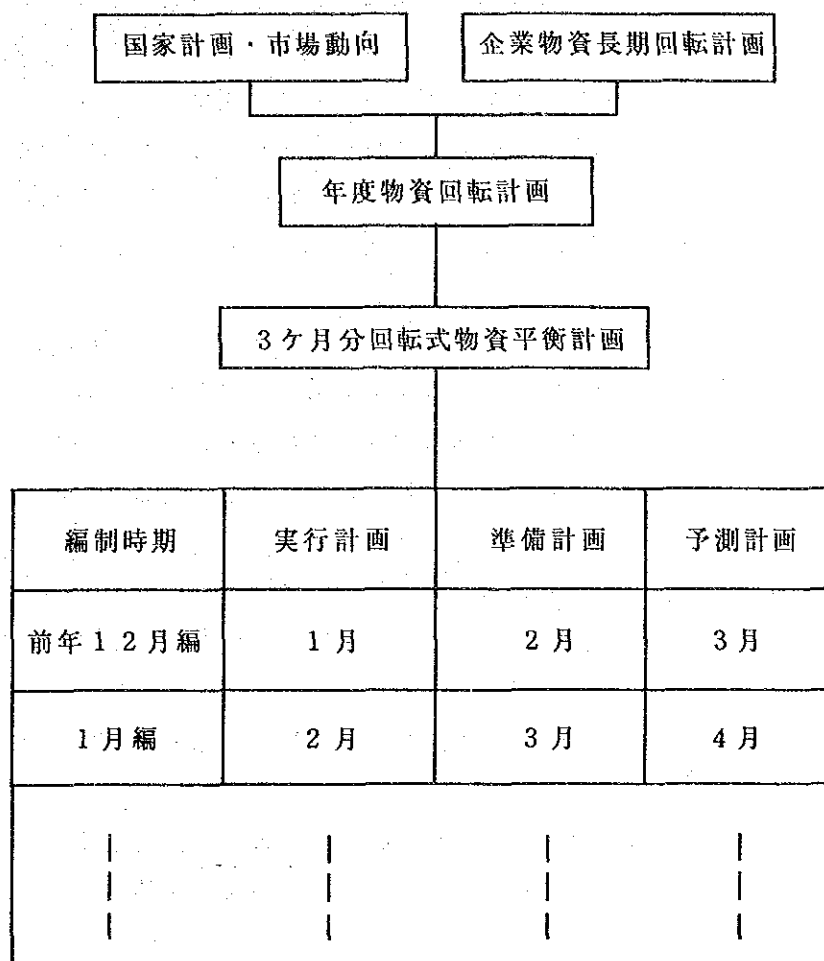 国家計画・市場動向
企業物資長期回転計画
年度物資回転計画
3ケ月分回転式物資平衡計画
編制時期 実行計画 準備計画 予測計画
前年12月編 1月 2月 3月
1月編 2月 3月 4月